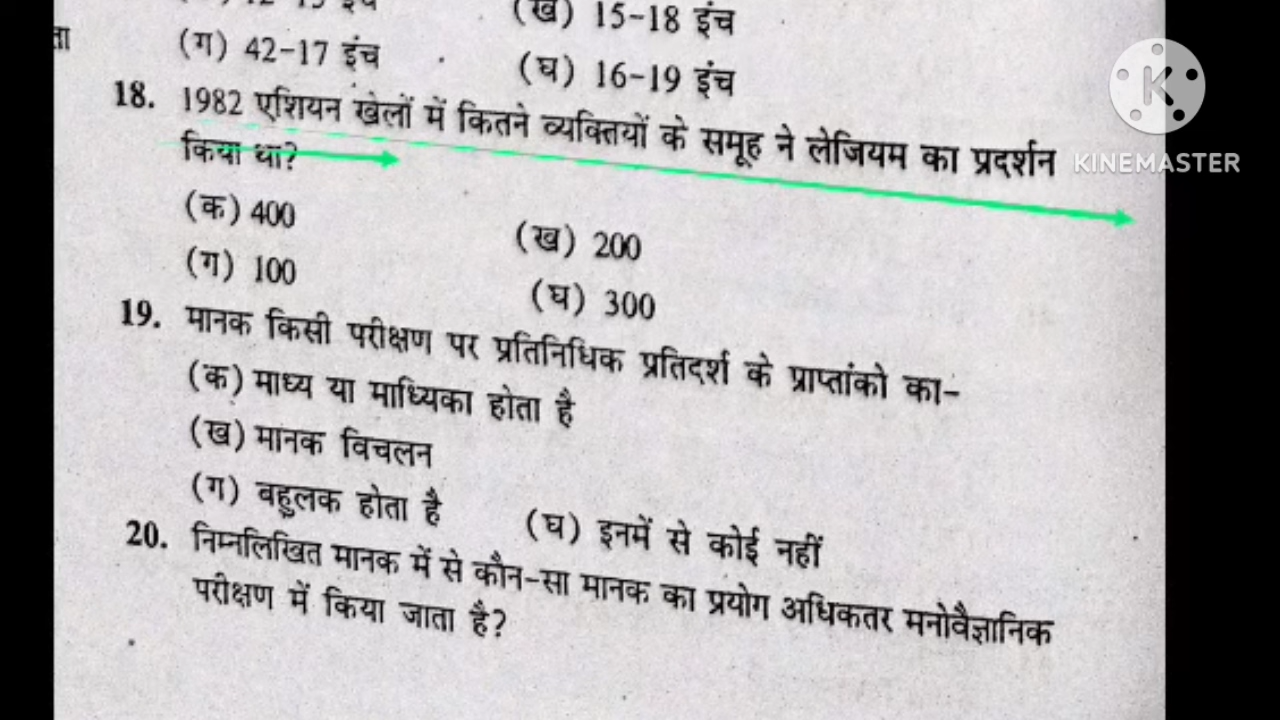 12-15 इंच
(ख) 15-18 इंच
(ग) 42-17 इंच
(घ) 16-19 इंच
18. 1982 एशियन खेलों में कितने व्यक्तियों के समूह ने लेजियम का प्रदर्शन
किया था?
(क) 400
(ख) 200
(ग) 100
(घ) 300
19. मानक किसी परीक्षण पर प्रतिनिधिक प्रतिदर्श के प्राप्तांको का-
(क) माध्य या माध्यिका होता है
(ख) मानक विचलन
(ग) बहुलक होता है
(घ) इनमें से कोई नहीं
20. निम्नलिखित मानक में से कौन-सा मानक का प्रयोग अधिकतर मनोवैज्ञानिक
परीक्षण में किया जाता है?
K
KINEMASTER